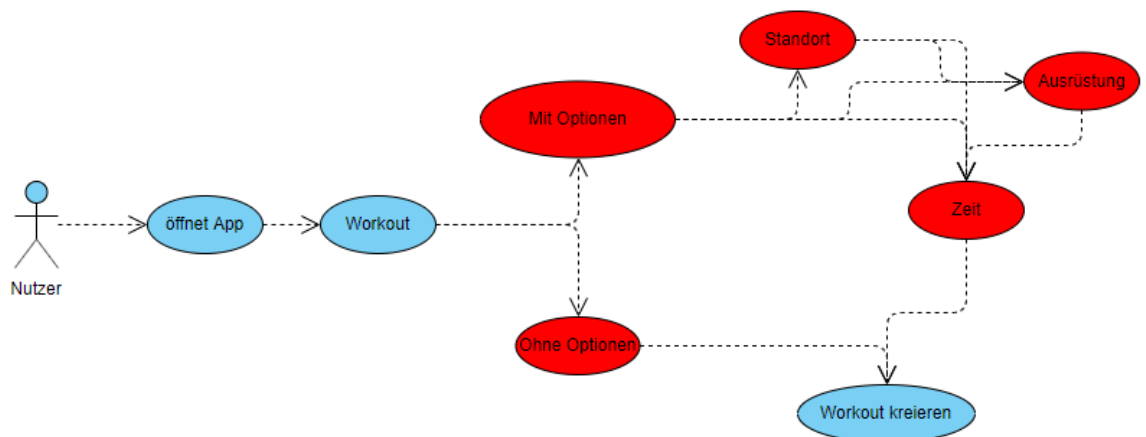 Standort
Ausrüstung
Mit Optionen
Zeit
öffnet App
Workout
Nutzer
Ohne Optionen
Workout kreieren